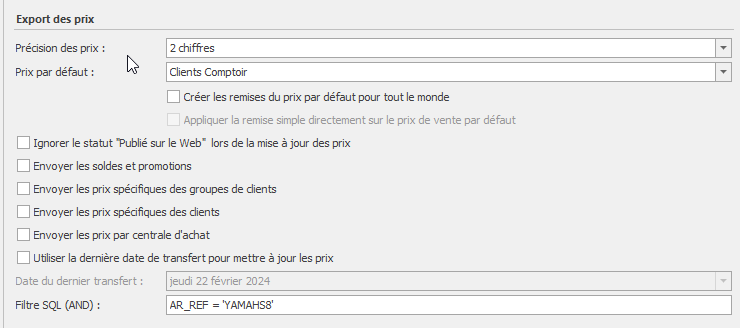 Export des prix
Précision des prix : 2 chiffres
Prix par défaut : Clients Comptoir
Créer les remises du prix par défaut pour tout le monde
Appliquer la remise simple directement sur le prix de vente par défaut
Ignorer le statut "Publié sur le Web" lors de la mise à jour des prix
Envoyer les soldes et promotions
Envoyer les prix spécifiques des groupes de clients
Envoyer les prix spécifiques des clients
Envoyer les prix par centrale d'achat
Utiliser la dernière date de transfert pour mettre à jour les prix
Date du dernier transfert : jeudi 22 février 2024
Filtre SQL (AND) : AR_REF = 'YAMAHS8'